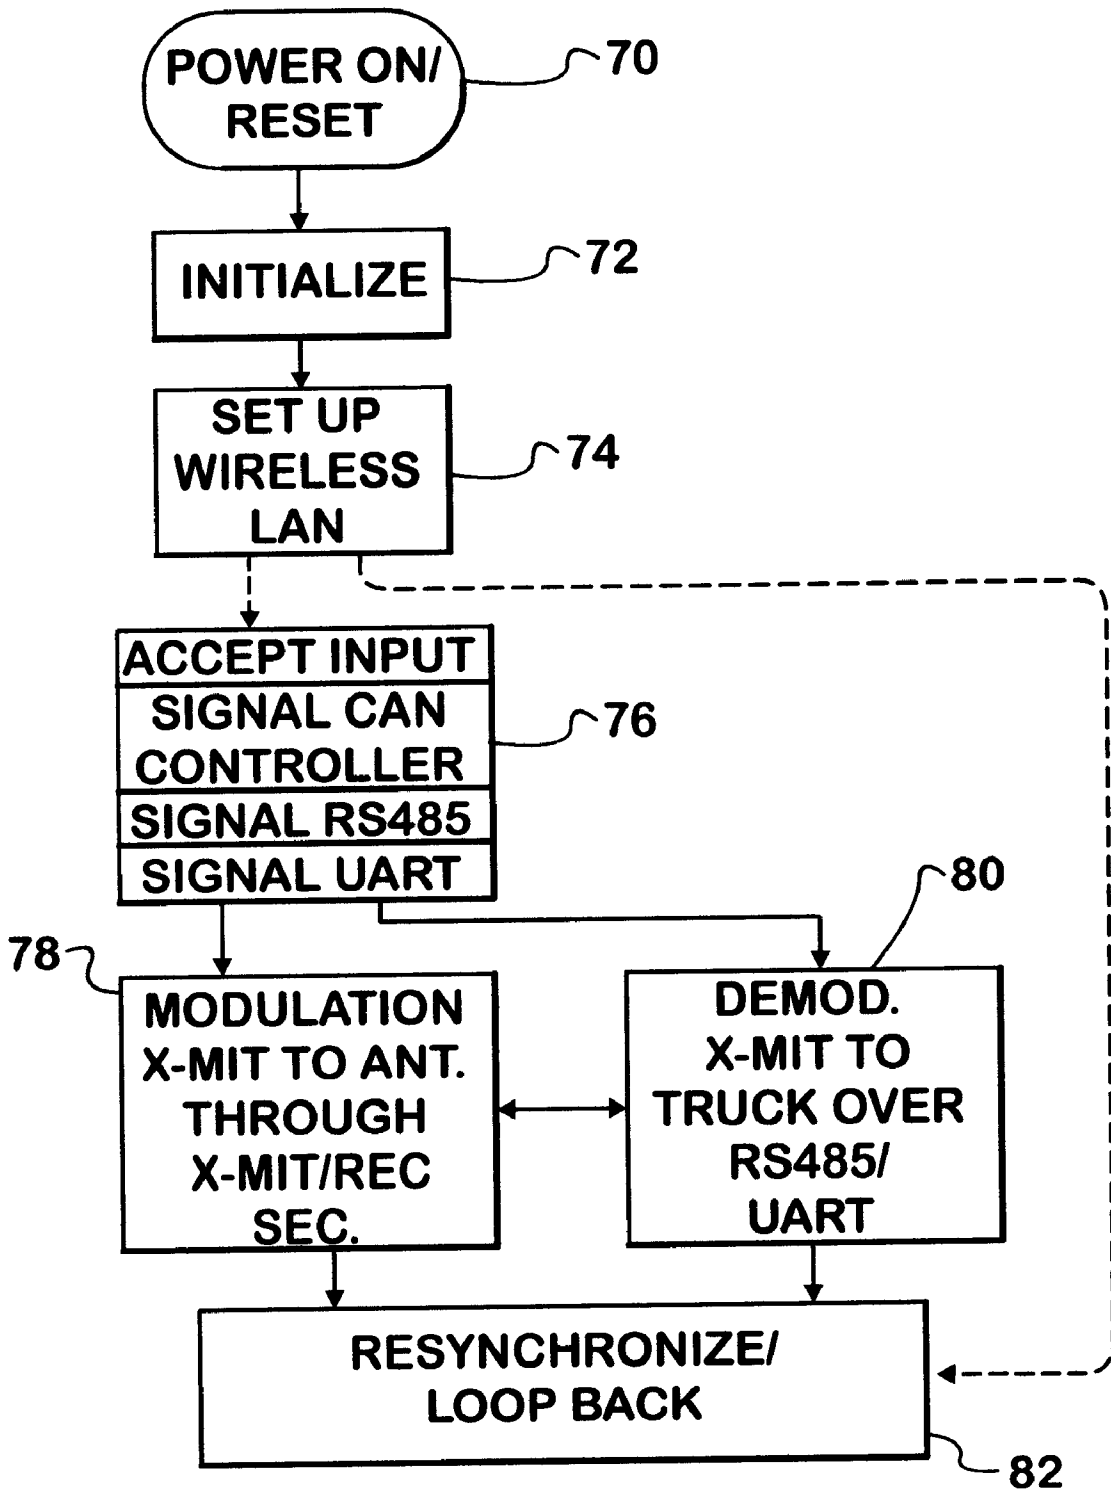 POWER ON/
RESET
70
INITIALIZE
72
SET UP
WIRELESS
LAN
74
ACCEPT INPUT
SIGNAL CAN
CONTROLLER
SIGNAL RS485
SIGNAL UART
76
78
MODULATION
X-MIT TO ANT.
THROUGH
X-MIT/REC
SEC.
80
DEMOD.
X-MIT TO
TRUCK OVER
RS485/
UART
RESYNCHRONIZE/
LOOP BACK
82